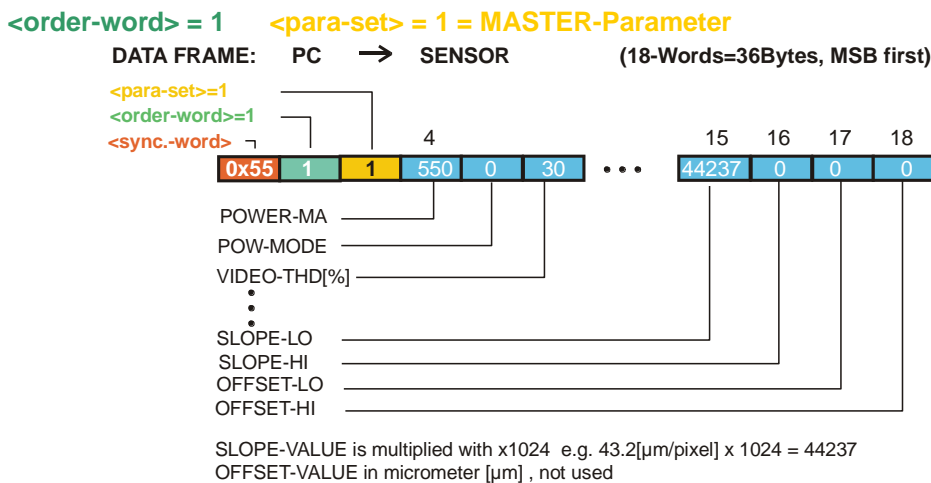 <order-word> = 1 <para-set> = 1 = MASTER-Parameter
DATA FRAME: PC → SENSOR (18-Words=36Bytes, MSB first)
<para-set>=1
<order-word>=1
<sync.-word>
4 15 16 17 18
0x55 1 1 550 0 30 • • • 44237 0 0 0
POWER-MA
POW-MODE
VIDEO-THD[%]
SLOPE-LO
SLOPE-HI
OFFSET-LO
OFFSET-HI
SLOPE-VALUE is multiplied with x1024 e.g. 43.2[µm/pixel] x 1024 = 44237
OFFSET-VALUE in micrometer [µm] , not used